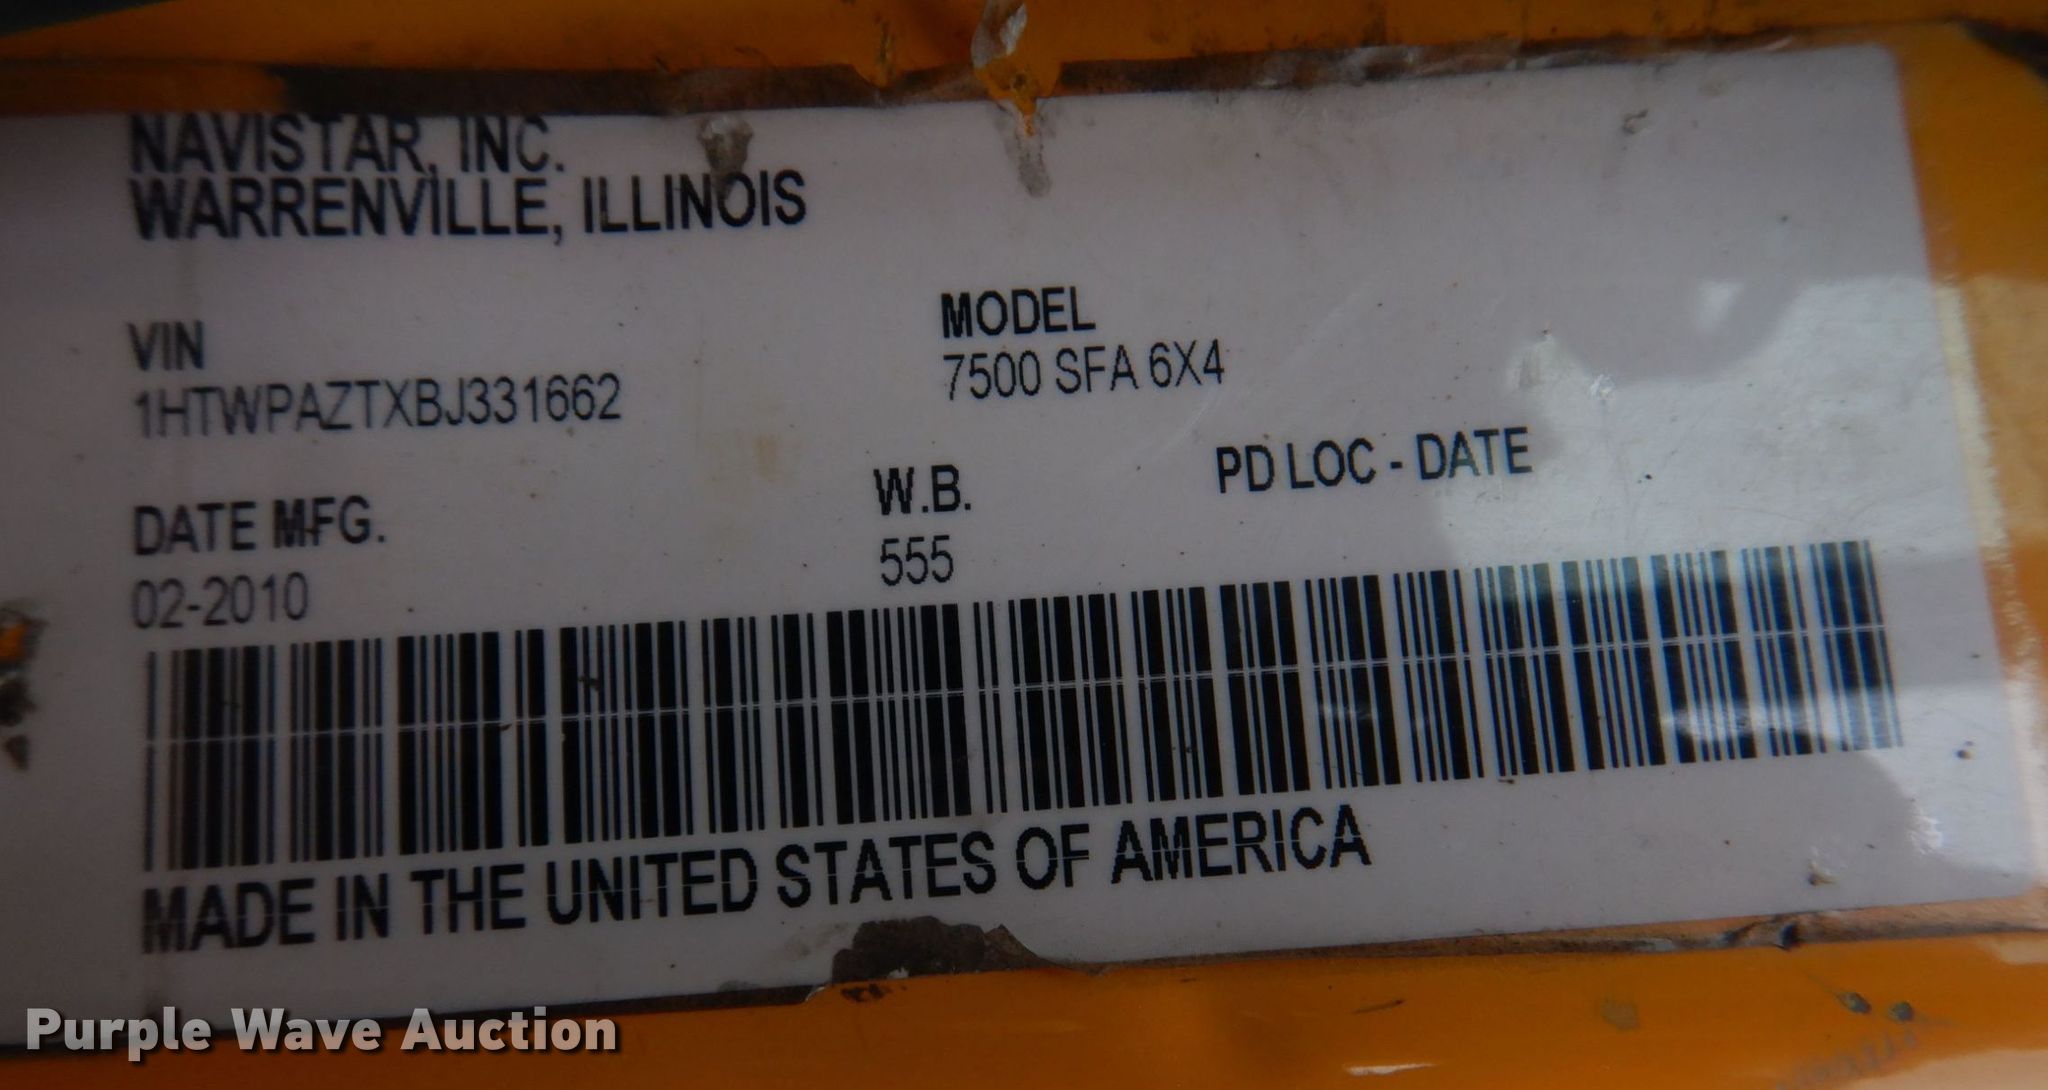 NAVISTAR, INC.
WARRENVILLE, ILLINOIS
VIN
1HTWPAZTXBJ331662
MODEL
7500 SFA 6X4
DATE MFG.
02-2010
W.B.
555
PD LOC - DATE
MADE IN THE UNITED STATES OF AMERICA
Purple Wave Auction